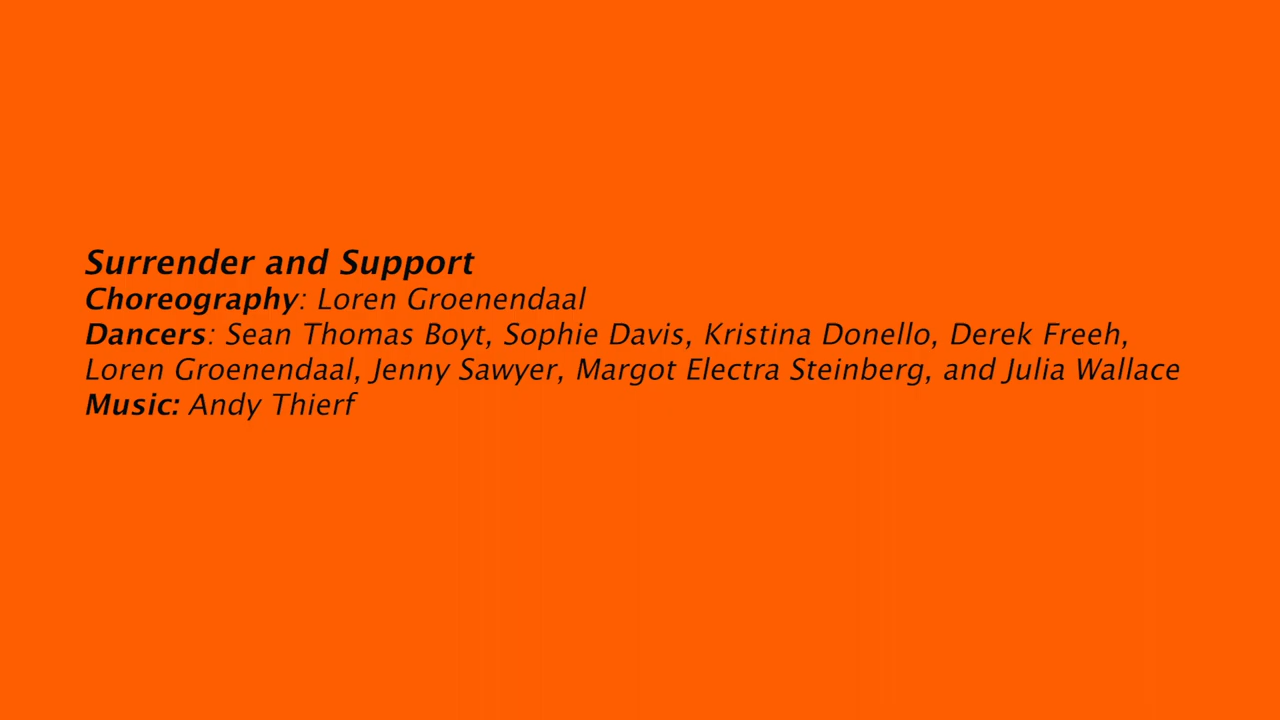 Surrender and Support
Choreography: Loren Groenendaal
Dancers: Sean Thomas Boyt, Sophie Davis, Kristina Donello, Derek Freeh,
Loren Groenendaal, Jenny Sawyer, Margot Electra Steinberg, and Julia Wallace
Music: Andy Thierf